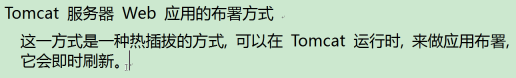 Tomcat 服务器 Web 应用的布署方式
这一方式是一种热插拔的方式, 可以在 Tomcat 运行时, 来做应用布署,
它会即时刷新。